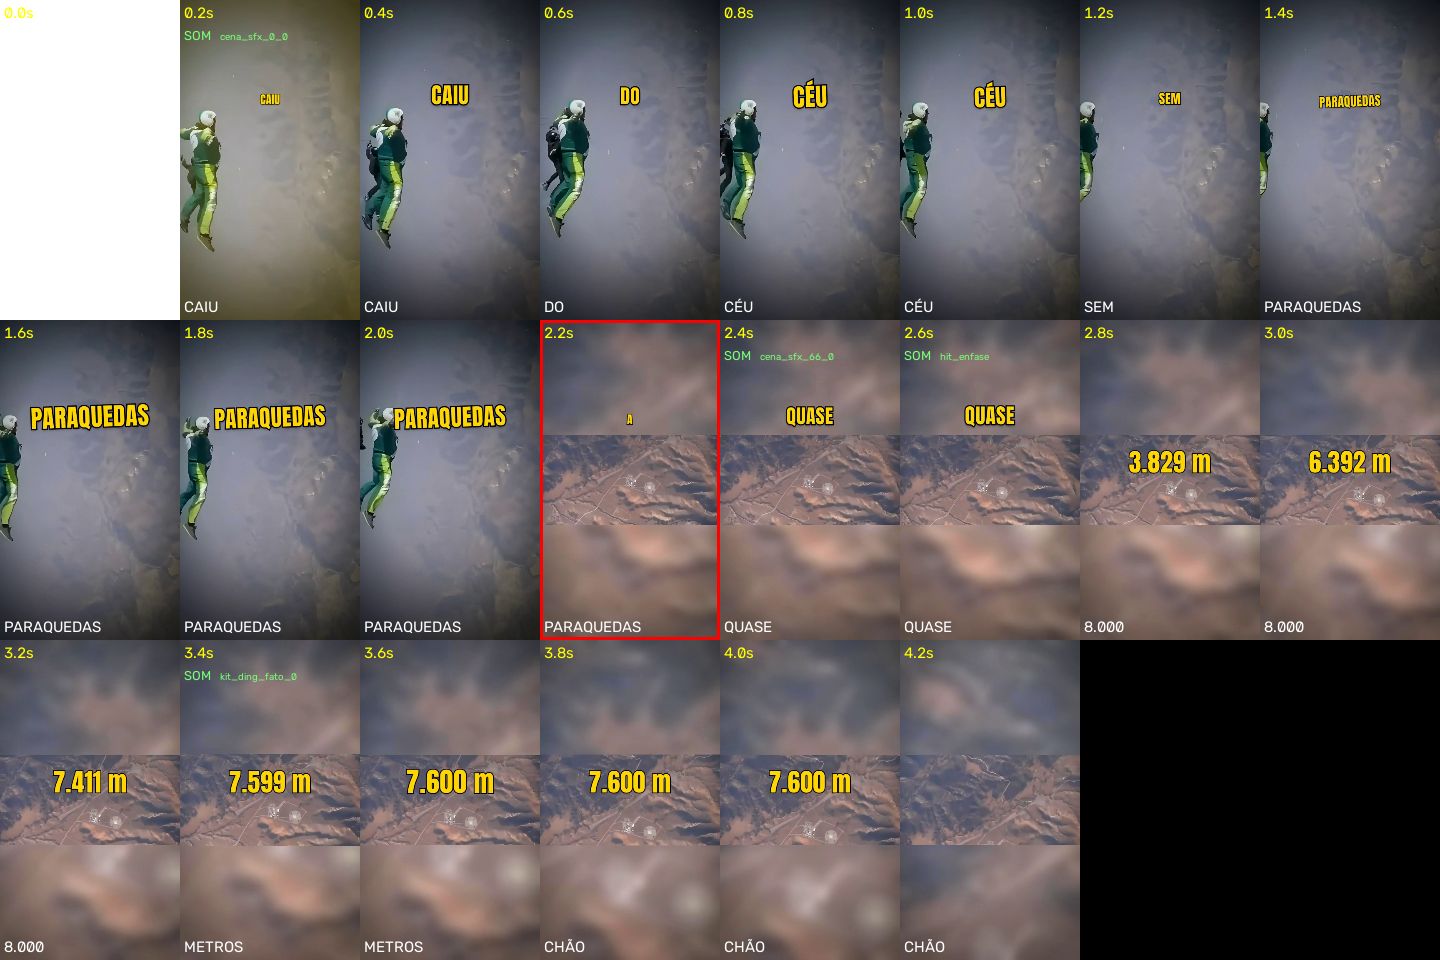 0.0s
0.2s
SOM cena_sfx_0_0
CAIU
CAIU
0.4s
CAIU
CAIU
0.6s
DO
DO
0.8s
CÉU
CÉU
1.0s
CÉU
CÉU
1.2s
SEM
SEM
1.4s
PARAQUEDAS
PARAQUEDAS
1.6s
PARAQUEDAS
PARAQUEDAS
1.8s
PARAQUEDAS
PARAQUEDAS
2.0s
PARAQUEDAS
PARAQUEDAS
2.2s
A
PARAQUEDAS
2.4s
SOM cena_sfx_66_0
QUASE
QUASE
2.6s
SOM hit_enfase
QUASE
QUASE
2.8s
3.829 m
8.000
3.0s
6.392 m
8.000
3.2s
7.411 m
8.000
3.4s
SOM kit_ding_fato_0
7.599 m
METROS
3.6s
7.600 m
METROS
3.8s
7.600 m
CHÃO
4.0s
7.600 m
CHÃO
4.2s
CHÃO